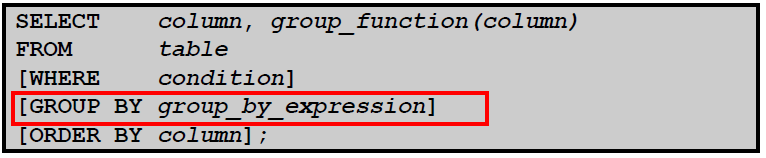 SELECT column, group_function(column)
FROM table
[WHERE condition]
[GROUP BY group_by_expression]
[ORDER BY column];